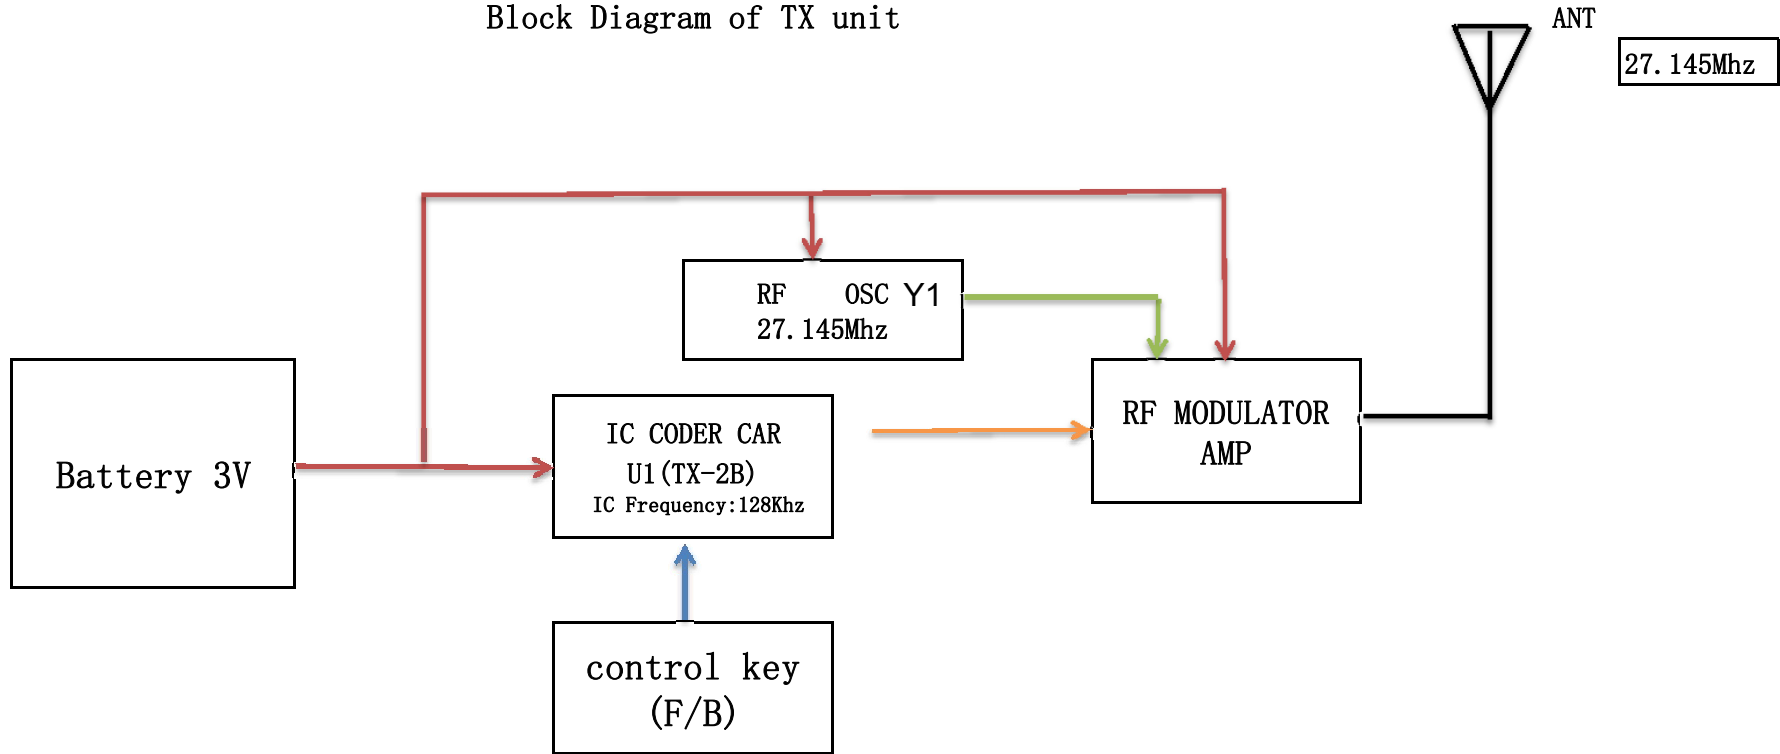 Block Diagram of TX unit
ANT
27.145Mhz
RF OSC Y1
27.145Mhz
IC CODER CAR
U1(TX-2B)
IC Frequency:128Khz
RF MODULATOR
AMP
Battery 3V
control key
(F/B)